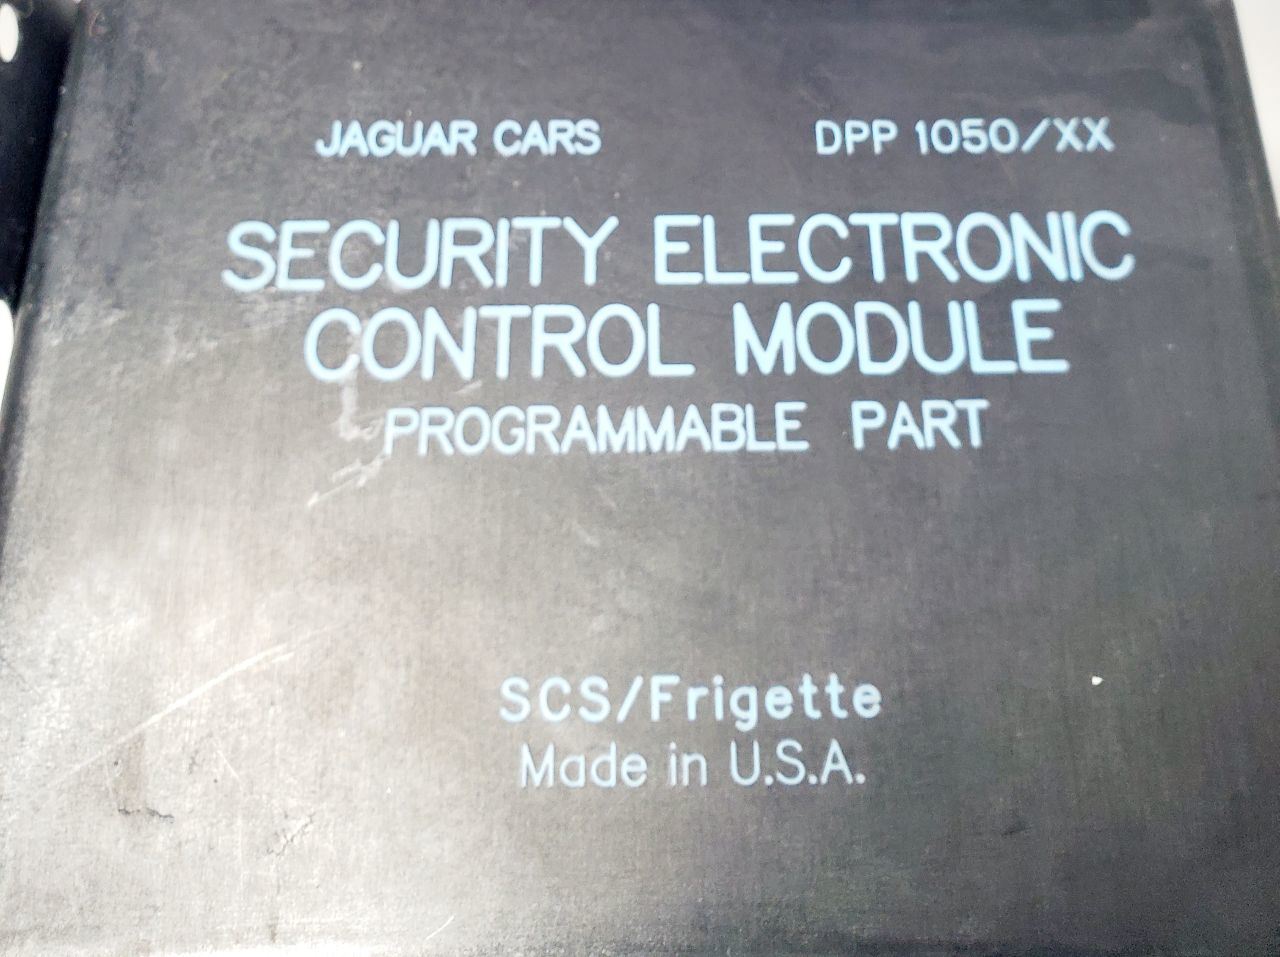 JAGUAR CARS DPP 1050/XX
SECURITY ELECTRONIC
CONTROL MODULE
PROGRAMMABLE PART
SCS/Frigette
Made in U.S.A.